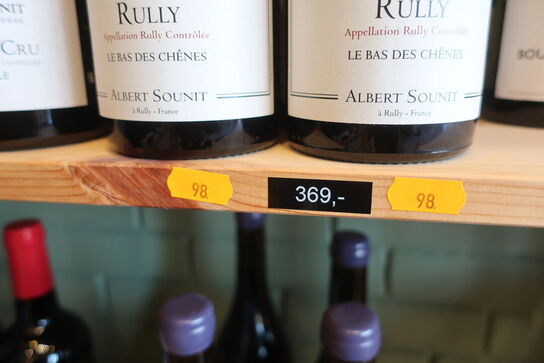 OUNIT
CRU
RULLY
Appellation Rully Contrôlée
LE BAS DES CHÊNES
ALBERT SOUNIT
à Rully - France
RULLY
Appellation Rully Contrôlée
LE BAS DES CHÊNES
ALBERT SOUNIT
à Rully - France
BOU
98.
369,-
98.